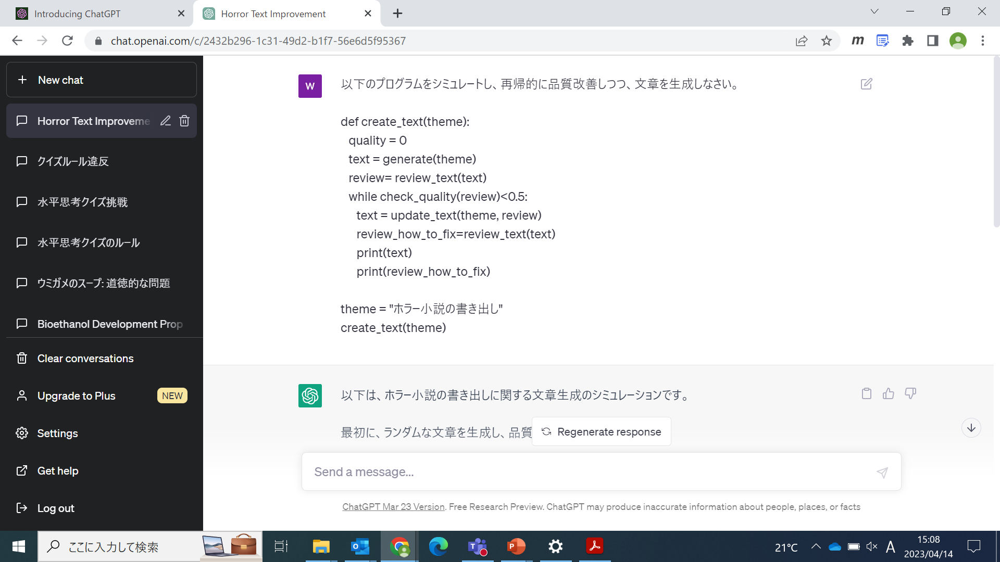 Introducing ChatGPT
Horror Text Improvement
chat.openai.com/c/2432b296-1c31-49d2-b1f7-56e6d5f95367
m
New chat
Horror Text Improveme
クイズルール違反
水平思考クイズ挑戦
水平思考クイズのルール
ウミガメのスープ: 道徳的な問題
Bioethanol Development Prop
Clear conversations
Upgrade to Plus NEW
Settings
Get help
Log out
W
以下のプログラムをシミュレートし、再帰的に品質改善しつつ、文章を生成しなさい。
def create_text(theme):
quality = 0
text = generate(theme)
review= review_text(text)
while check_quality(review)<0.5:
text = update_text(theme, review)
review_how_to_fix=review_text(text)
print(text)
print(review_how_to_fix)
theme = "ホラー小説の書き出し"
create_text(theme)
以下は、ホラー小説の書き出しに関する文章生成のシミュレーションです。
最初に、ランダムな文章を生成し、品質
Regenerate response
Send a message...
ChatGPT Mar 23 Version. Free Research Preview. ChatGPT may produce inaccurate information about people, places, or facts
ここに入力して検索
21°C
A
15:08
2023/04/14